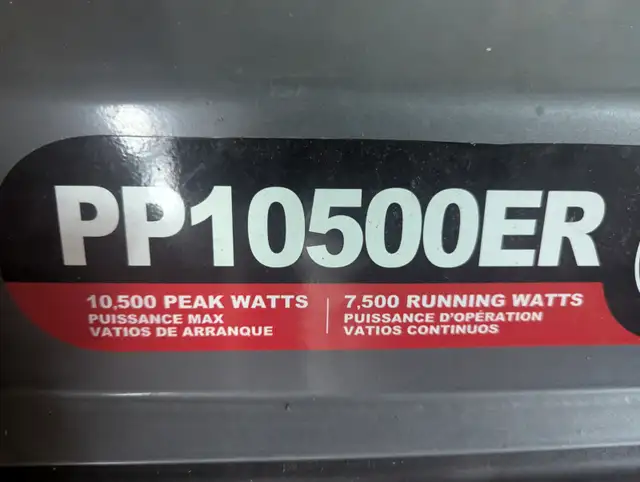 PP10500ER
10,500 PEAK WATTS
PUISSANCE MAX
VATIOS DE ARRANQUE
7,500 RUNNING WATTS
PUISSANCE D'OPÉRATION
VATIOS CONTINUOS